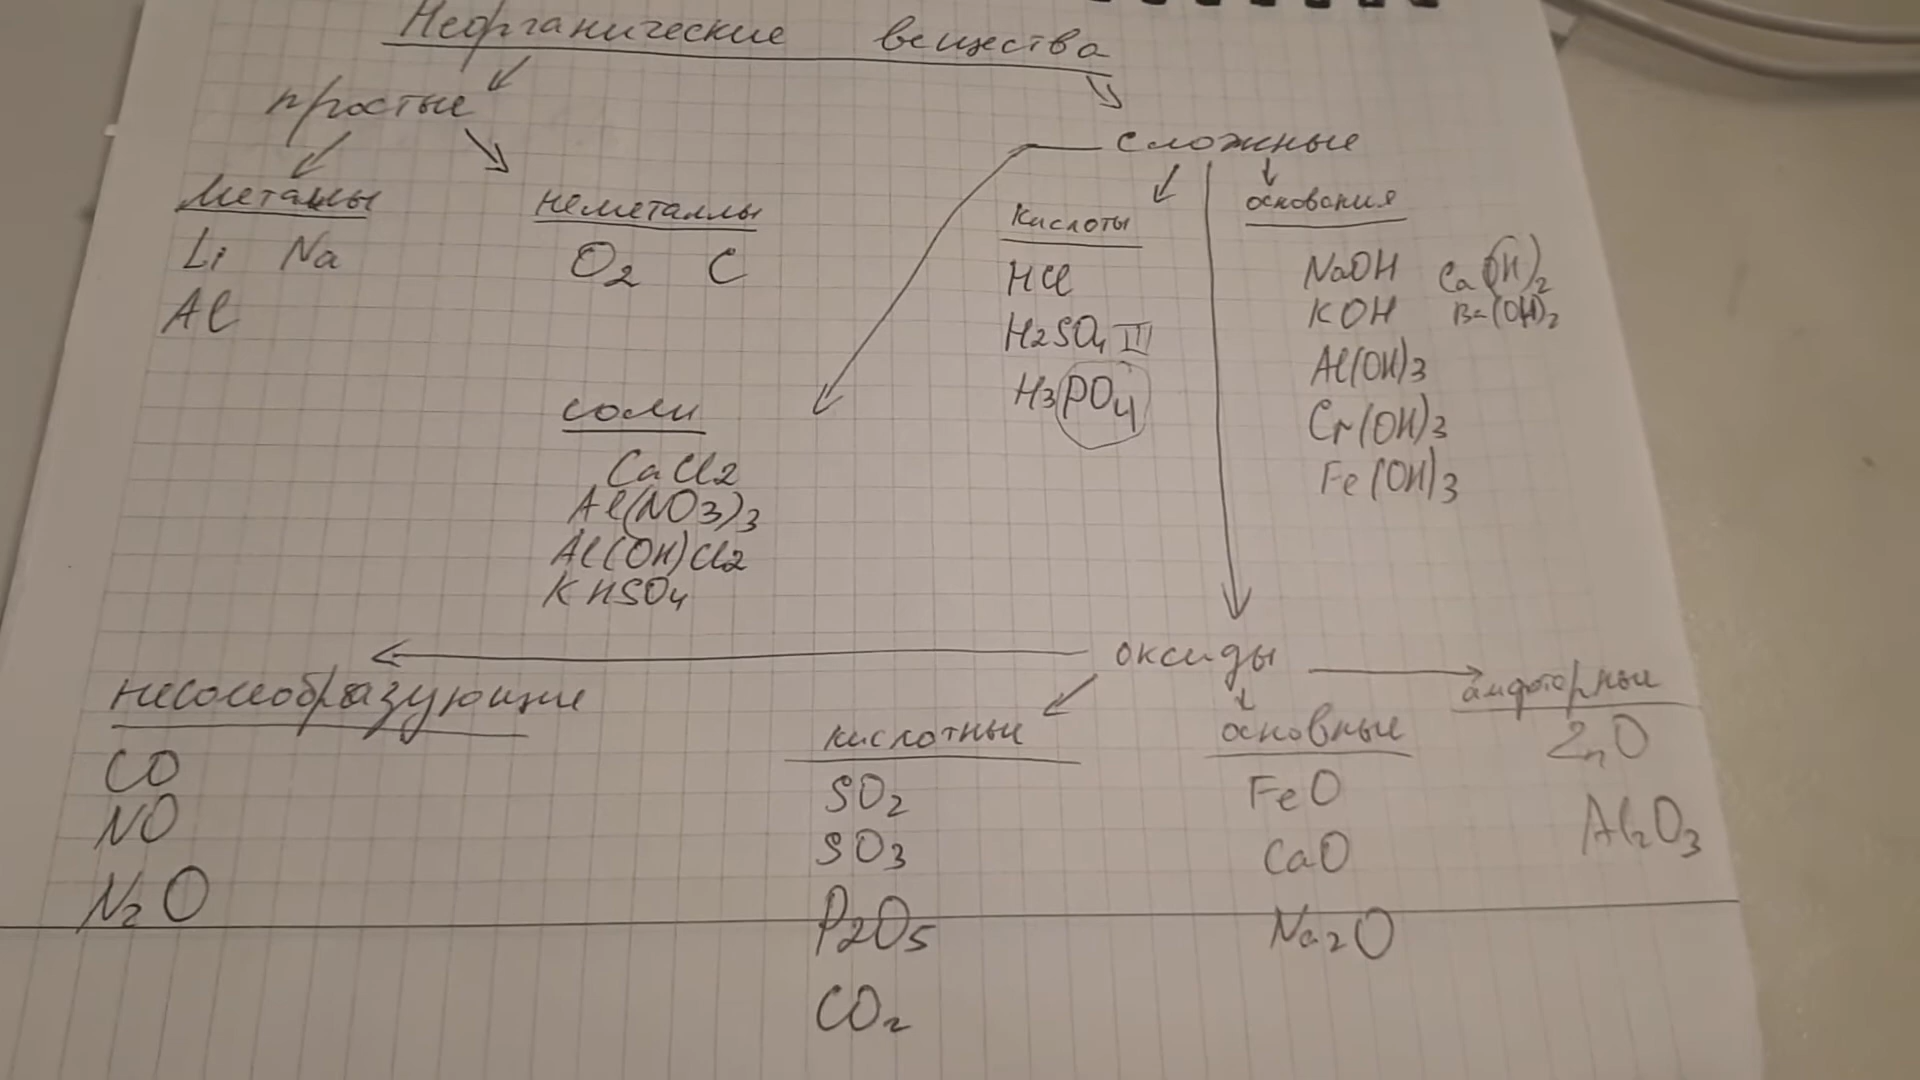 Неорганические вещества
простые
сложные
металлы
неметаллы
кислоты
основания
Li Na
Al
O2 C
HCl
H2SO4 III
H3PO4
NaOH Ca(OH)2
KOH Ba(OH)2
Al(OH)3
Cr(OH)3
Fe(OH)3
соли
CaCl2
Al(NO3)3
Al(OH)Cl2
KHSO4
оксиды
несолеобразующие
CO
NO
N2O
кислотные
SO2
SO3
P2O5
CO2
основные
FeO
CaO
Na2O
амфотерные
ZnO
Al2O3